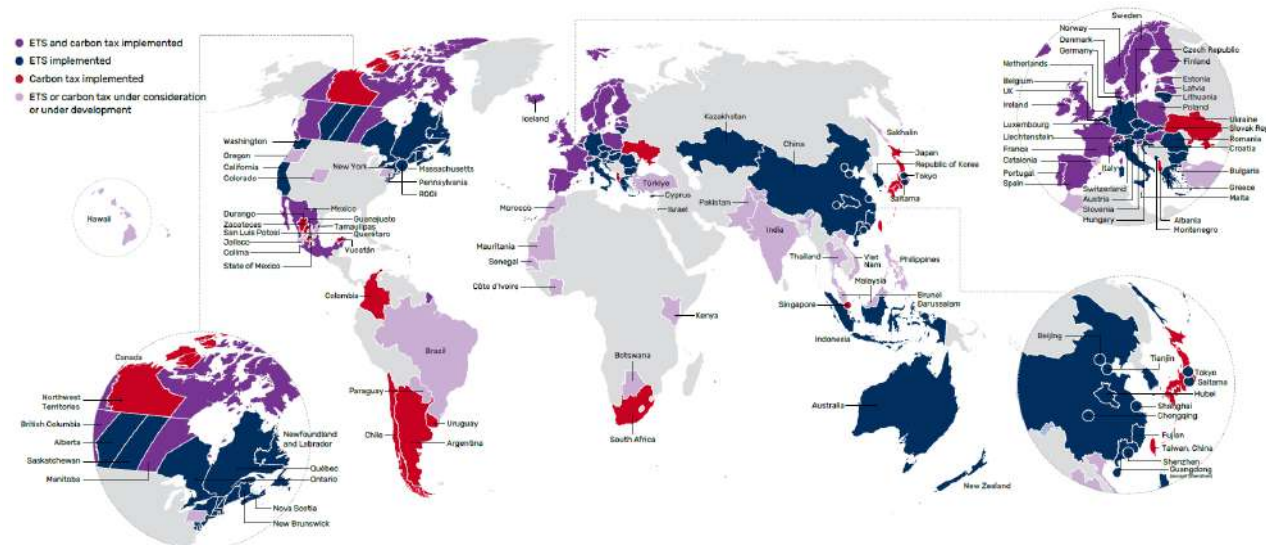 ETS and carbon tax implemented
ETS implemented
Carbon tax implemented
ETS or carbon tax under consideration
or under development
Washington
Oregon
California
Colorado
New York
Massachusetts
Pennsylvania
RGGI
Hawaii
Mexico
Durango
Guanajuato
Zacatecas
Tamaulipas
San Luis Potosi
Querétaro
Jalisco
Colima
Yucatán
State of Mexico
Colombia
Brazil
Paraguay
Uruguay
Chile
Argentina
Iceland
Morocco
Mauritania
Senegal
Côte d'Ivoire
Türkiye
Cyprus
Israel
Kenya
Botswana
South Africa
Kazakhstan
China
Pakistan
India
Thailand
Viet
Nam
Philippines
Malaysia
Brunei
Darussalam
Singapore
Indonesia
Australia
New Zealand
Sakhalin
Japan
Republic of Korea
Tokyo
Saitama
Sweden
Norway
Denmark
Germany
Netherlands
Belgium
UK
Ireland
Luxembourg
Liechtenstein
France
Catalonia
Portugal
Spain
Czech Republic
Finland
Estonia
Latvia
Lithuania
Poland
Ukraine
Slovak Rep
Romania
Croatia
Bulgaria
Greece
Malta
Italy
Switzerland
Austria
Slovenia
Hungary
Albania
Montenegro
Canada
Northwest
Territories
British Columbia
Alberta
Saskatchewan
Manitoba
Newfoundland
and Labrador
Québec
Ontario
Nova Scotia
New Brunswick
Beijing
Tianjin
Tokyo
Saitama
Hubei
Shanghai
Chongqing
Fujian
Taiwan, China
Shenzhen
Guangdong
(except Shenzhen)